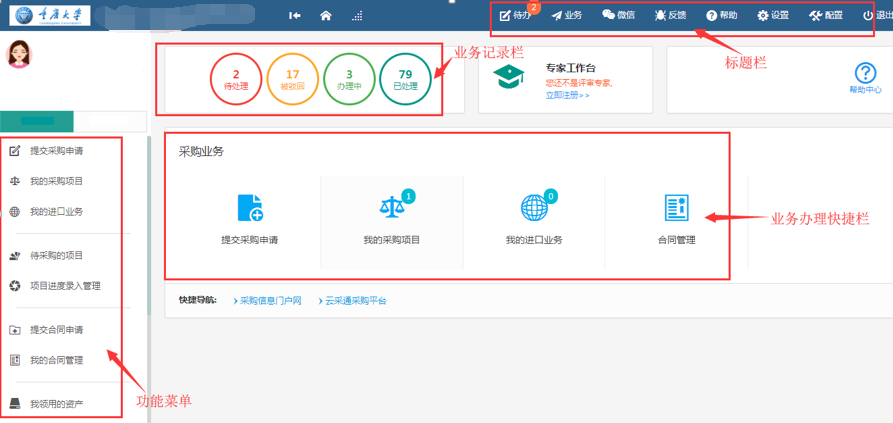 重庆大学
待办 2
业务
微信
反馈
帮助
设置
配置
退出
标题栏
2
待处理
17
被驳回
3
办理中
79
已处理
业务记录栏
专家工作台
您还不是评审专家,
立即注册>>
帮助中心
提交采购申请
我的采购项目
我的进口业务
待采购的项目
项目进度录入管理
提交合同申请
我的合同管理
我领用的资产
功能菜单
采购业务
提交采购申请
1
我的采购项目
0
我的进口业务
合同管理
业务办理快捷栏
快捷导航: › 采购信息门户网 › 云采通采购平台